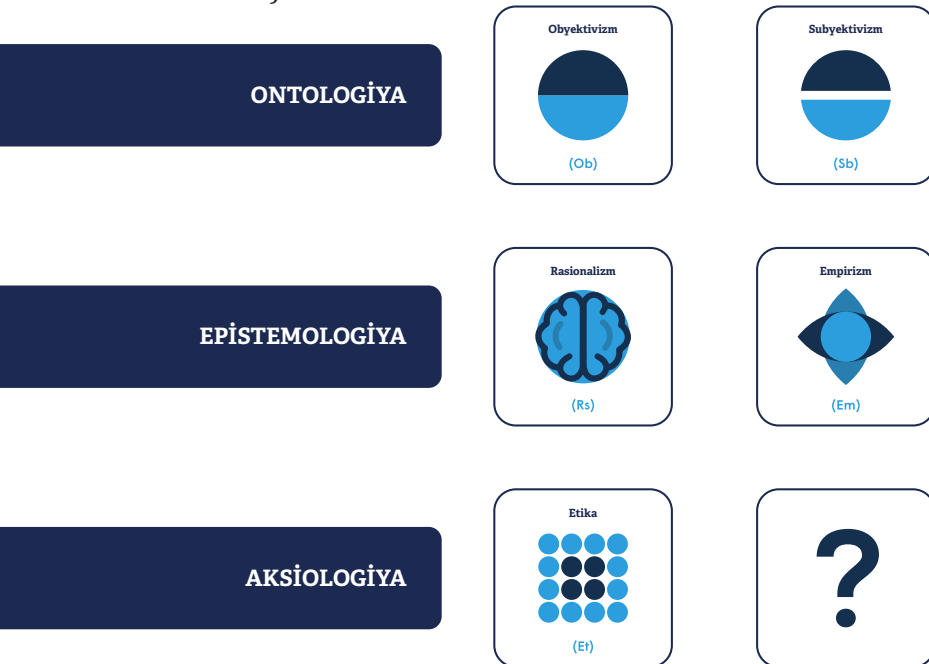 Obyektivizm
Subyektivizm
ONTOLOGİYA
(Ob)
(Sb)
Rasionalizm
Empirizm
EPİSTEMOLOGİYA
(Rs)
(Em)
Etika
AKSİOLOGİYA
?
(Et)